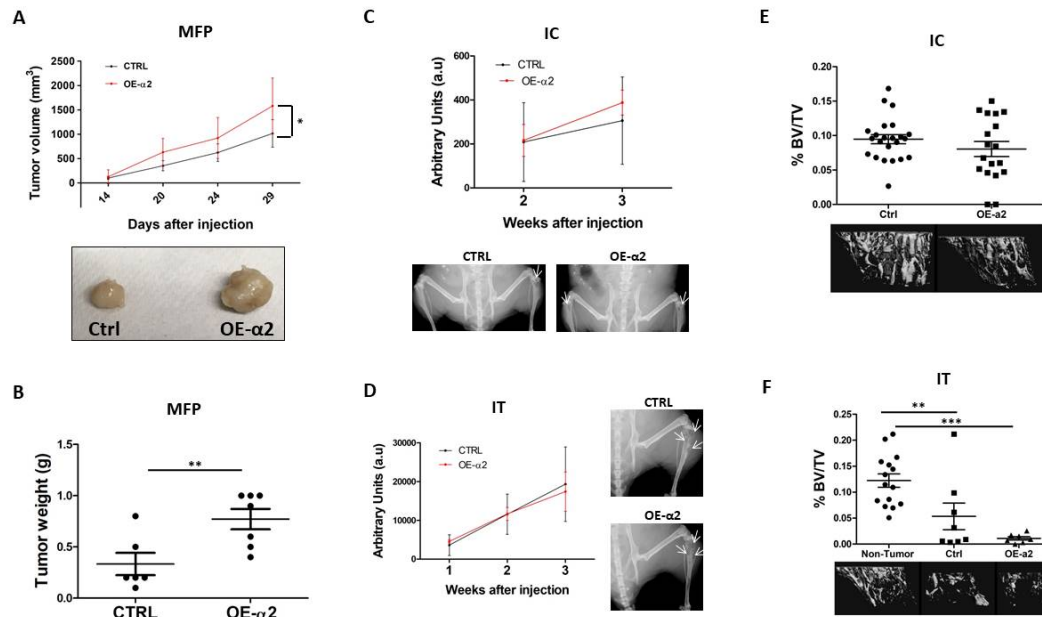 A
MFP
CTRL
OE-α2
2500
2000
1500
1000
500
0
Tumor volume (mm³)
*
14 20 24 29
Days after injection
Ctrl OE-α2
B
MFP
**
1.5
1.0
0.5
0.0
Tumor weight (g)
CTRL OE-α2
C
IC
CTRL
OE-α2
600
400
200
0
Arbitrary Units (a.u)
2 3
Weeks after injection
CTRL OE-α2
D
IT
CTRL
OE-α2
30000
20000
10000
0
Arbitrary Units (a.u)
1 2 3
Weeks after injection
CTRL
OE-α2
E
IC
0.20
0.15
0.10
0.05
0.00
% BV/TV
Ctrl OE-a2
F
IT
**
***
0.25
0.20
0.15
0.10
0.05
0.00
% BV/TV
Non-Tumor Ctrl OE-a2